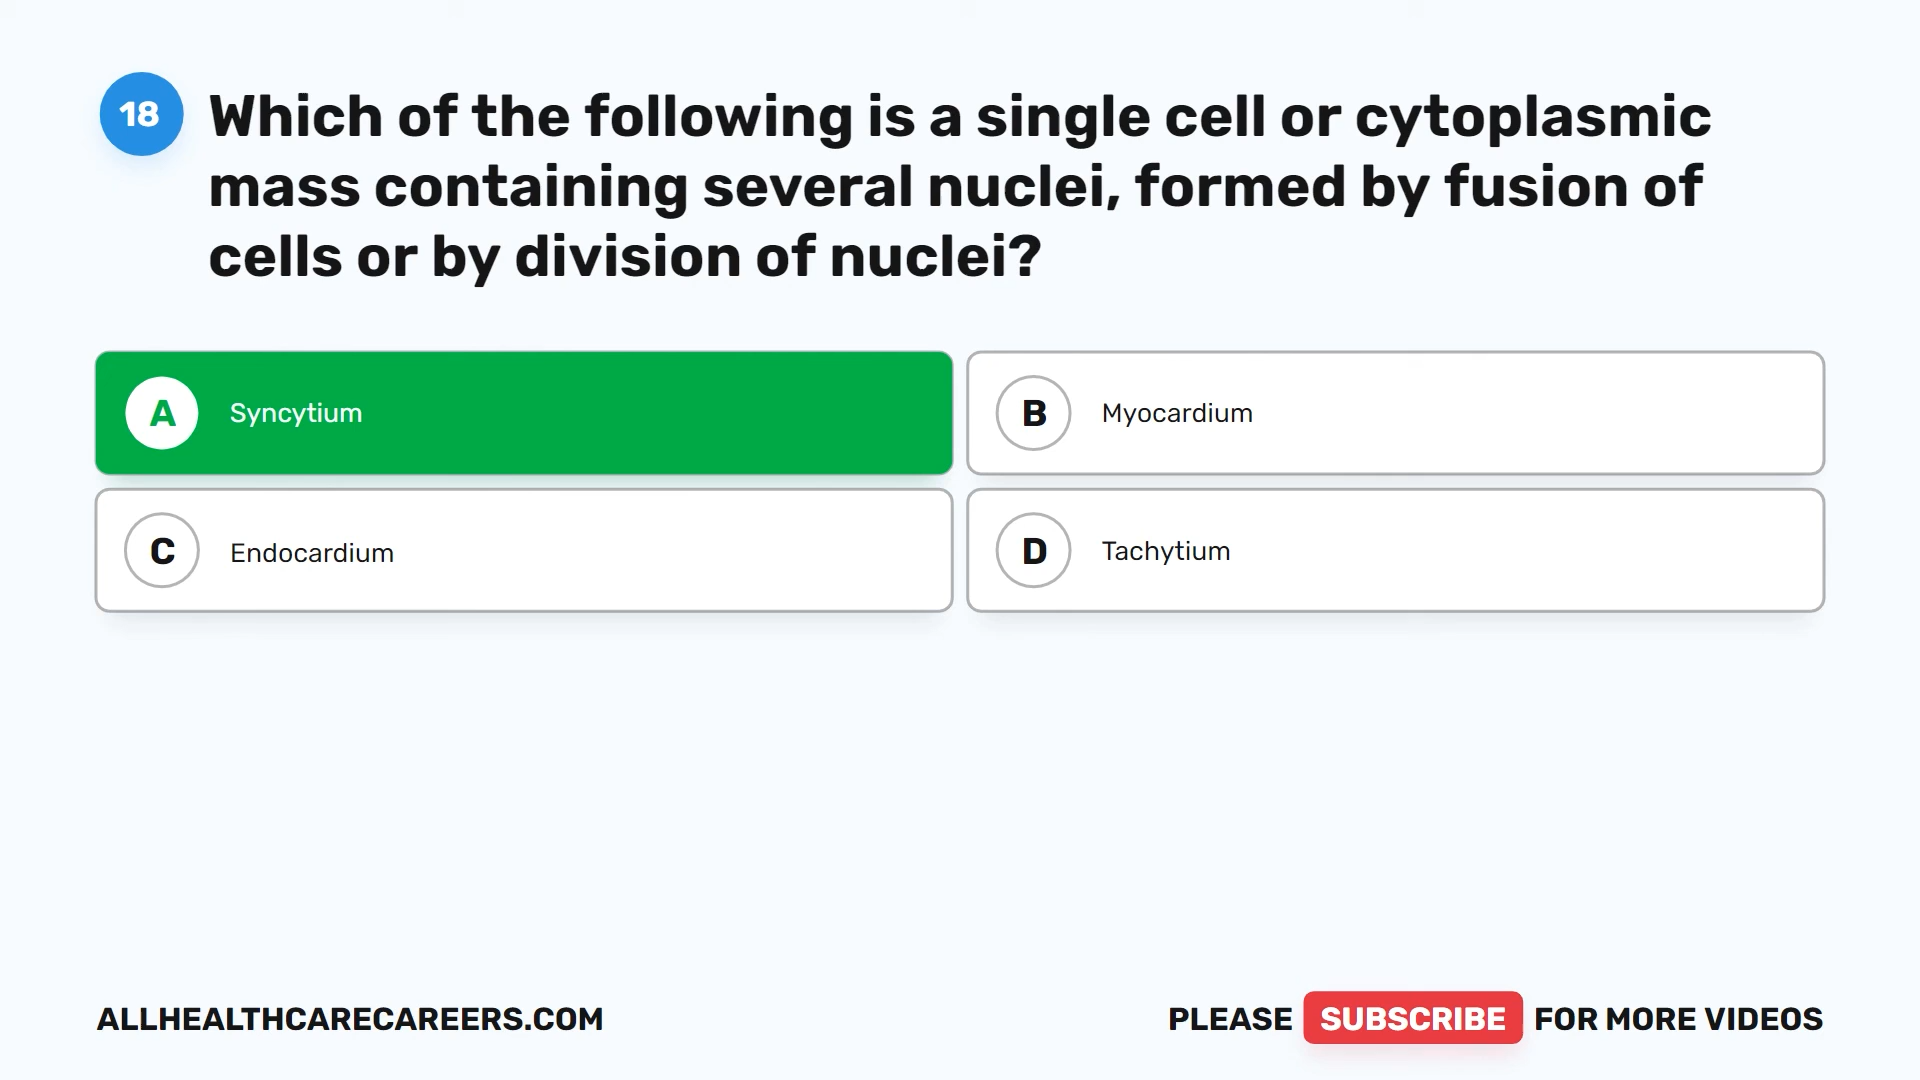 18
Which of the following is a single cell or cytoplasmic
mass containing several nuclei, formed by fusion of
cells or by division of nuclei?
A Syncytium
B Myocardium
C Endocardium
D Tachytium
ALLHEALTHCARECAREERS.COM
PLEASE SUBSCRIBE FOR MORE VIDEOS